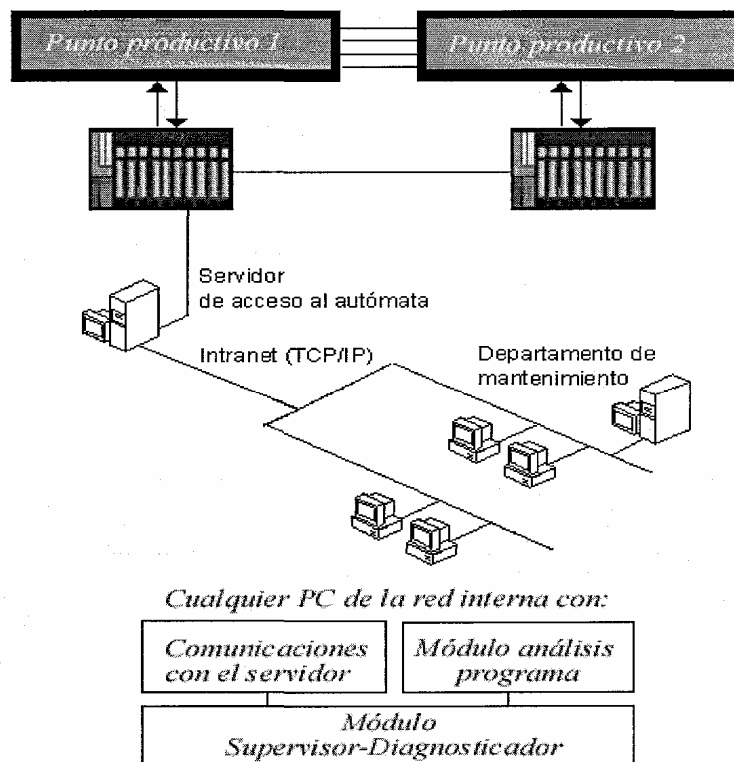 Punto productivo 1
Punto productivo 2
Servidor
de acceso al autómata
Intranet (TCP/IP)
Departamento de
mantenimiento
Cualquier PC de la red interna con:
Comunicaciones
con el servidor
Módulo análisis
programa
Módulo
Supervisor-Diagnosticador